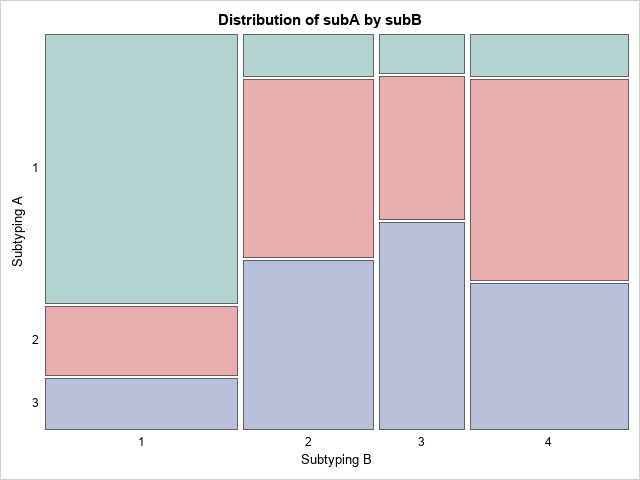 Distribution of subA by subB
Subtyping A
1
2
3
1 2 3 4
Subtyping B